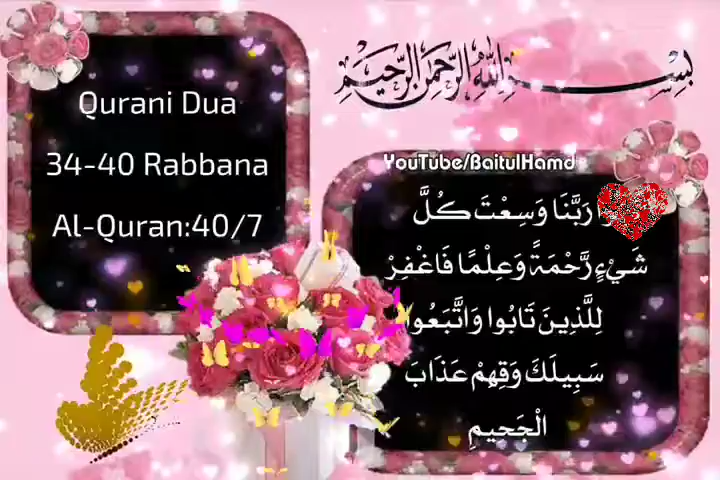 Qurani Dua
34-40 Rabbana
Al-Quran:40/7
بِسْمِ اللَّهِ الرَّحْمَٰنِ الرَّحِيمِ
YouTube/BaitulHamd
رَبَّنَا وَسِعْتَ كُلَّ
شَيْءٍ رَّحْمَةً وَعِلْمًا فَاغْفِرْ
لِلَّذِينَ تَابُوا وَاتَّبَعُوا
سَبِيلَكَ وَقِهِمْ عَذَابَ
الْجَحِيمِ